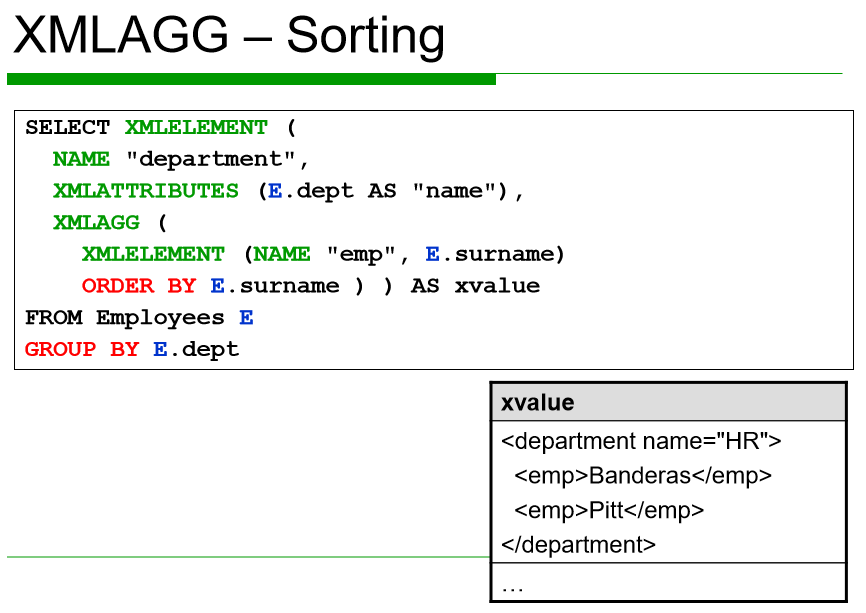 XMLAGG – Sorting
SELECT XMLELEMENT (
NAME "department",
XMLATTRIBUTES (E.dept AS "name"),
XMLAGG (
XMLELEMENT (NAME "emp", E.surname)
ORDER BY E.surname ) ) AS xvalue
FROM Employees E
GROUP BY E.dept
xvalue
<department name="HR">
<emp>Banderas</emp>
<emp>Pitt</emp>
</department>
…